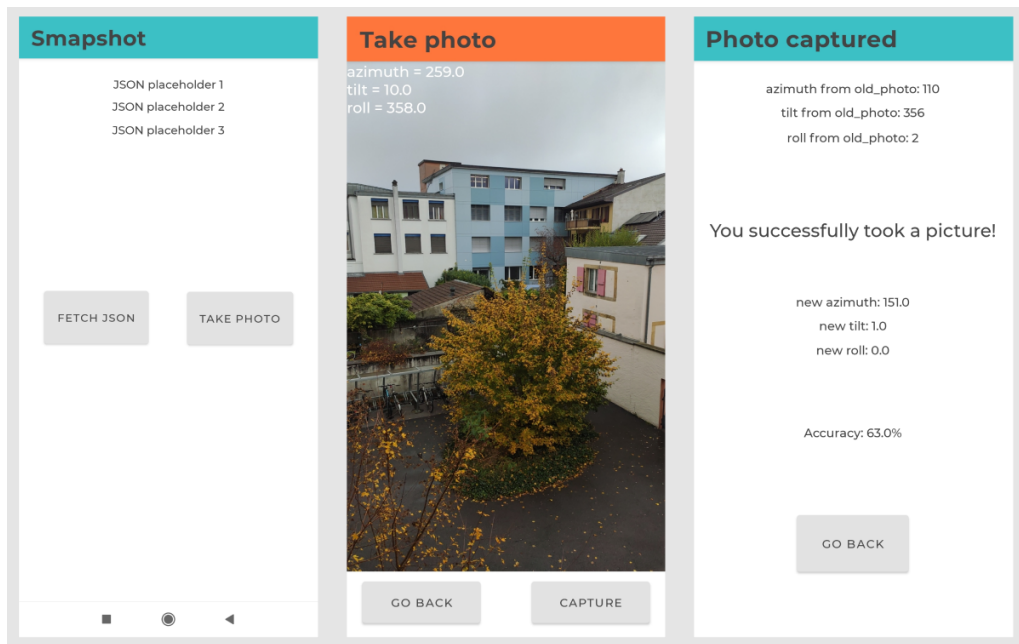 Smapshot
JSON placeholder 1
JSON placeholder 2
JSON placeholder 3
FETCH JSON
TAKE PHOTO
Take photo
azimuth = 259.0
tilt = 10.0
roll = 358.0
GO BACK
CAPTURE
Photo captured
azimuth from old_photo: 110
tilt from old_photo: 356
roll from old_photo: 2
You successfully took a picture!
new azimuth: 151.0
new tilt: 1.0
new roll: 0.0
Accuracy: 63.0%
GO BACK